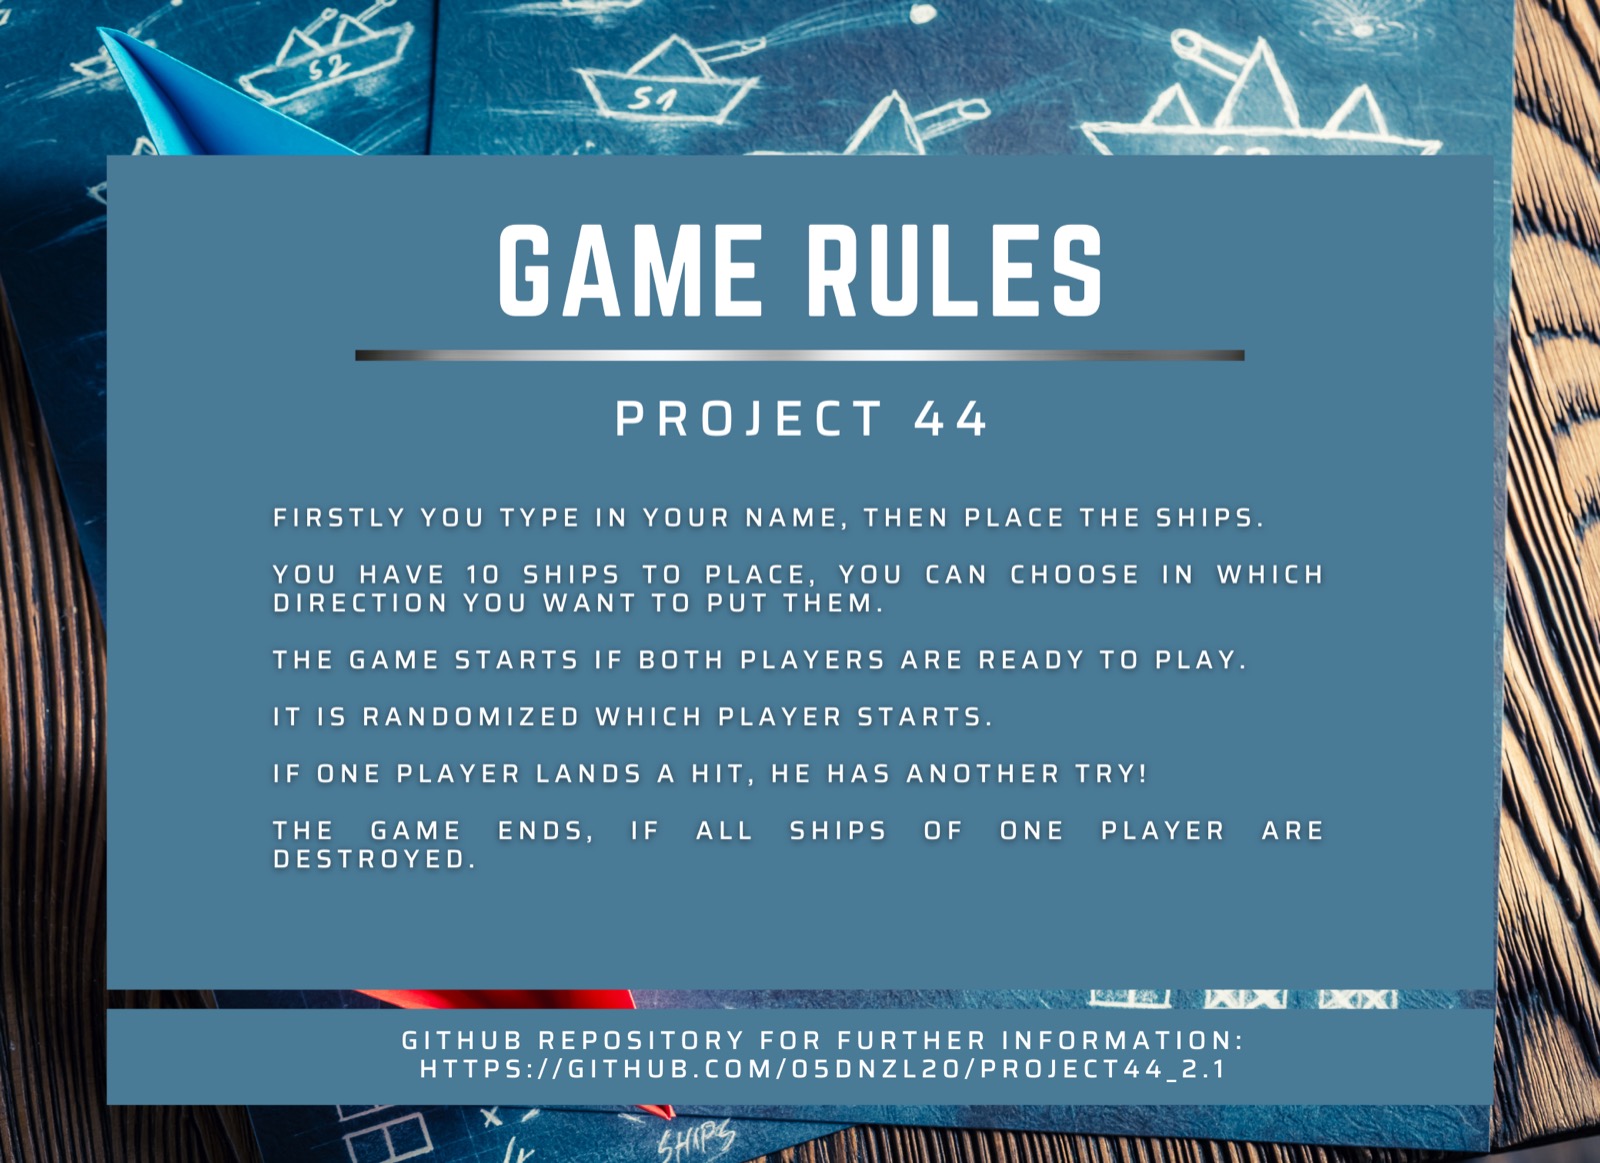 S2
S1
GAME RULES
PROJECT 44
FIRSTLY YOU TYPE IN YOUR NAME, THEN PLACE THE SHIPS.
YOU HAVE 10 SHIPS TO PLACE, YOU CAN CHOOSE IN WHICH
DIRECTION YOU WANT TO PUT THEM.
THE GAME STARTS IF BOTH PLAYERS ARE READY TO PLAY.
IT IS RANDOMIZED WHICH PLAYER STARTS.
IF ONE PLAYER LANDS A HIT, HE HAS ANOTHER TRY!
THE GAME ENDS, IF ALL SHIPS OF ONE PLAYER ARE
DESTROYED.
GITHUB REPOSITORY FOR FURTHER INFORMATION:
HTTPS://GITHUB.COM/05DNZL20/PROJECT44_2.1
SHIPS